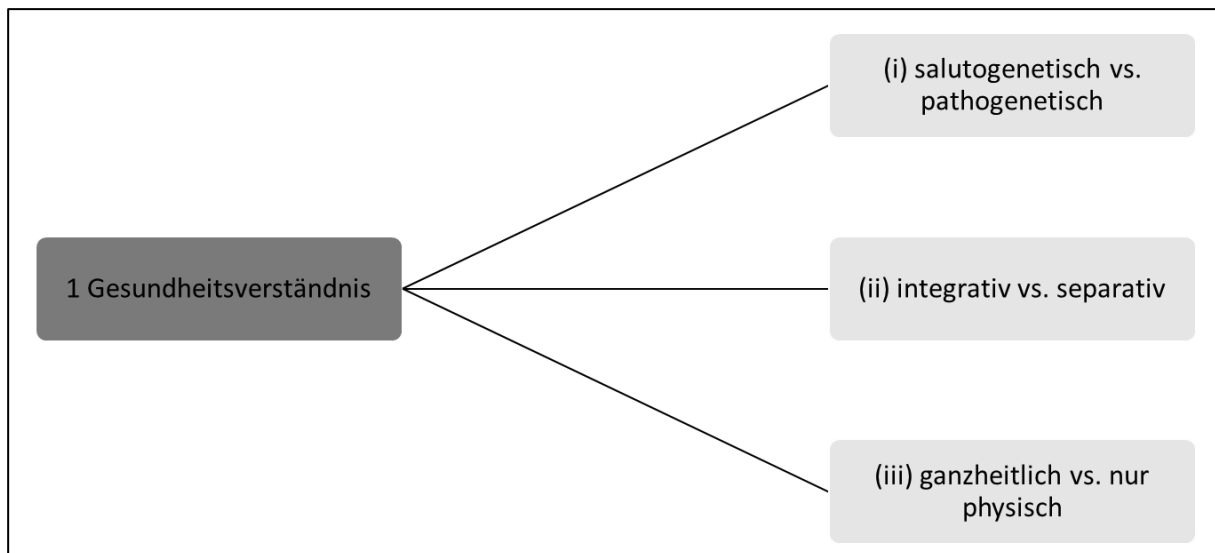 (i) salutogenetisch vs.
pathogenetisch
1 Gesundheitsverständnis
(ii) integrativ vs. separativ
(iii) ganzheitlich vs. nur
physisch